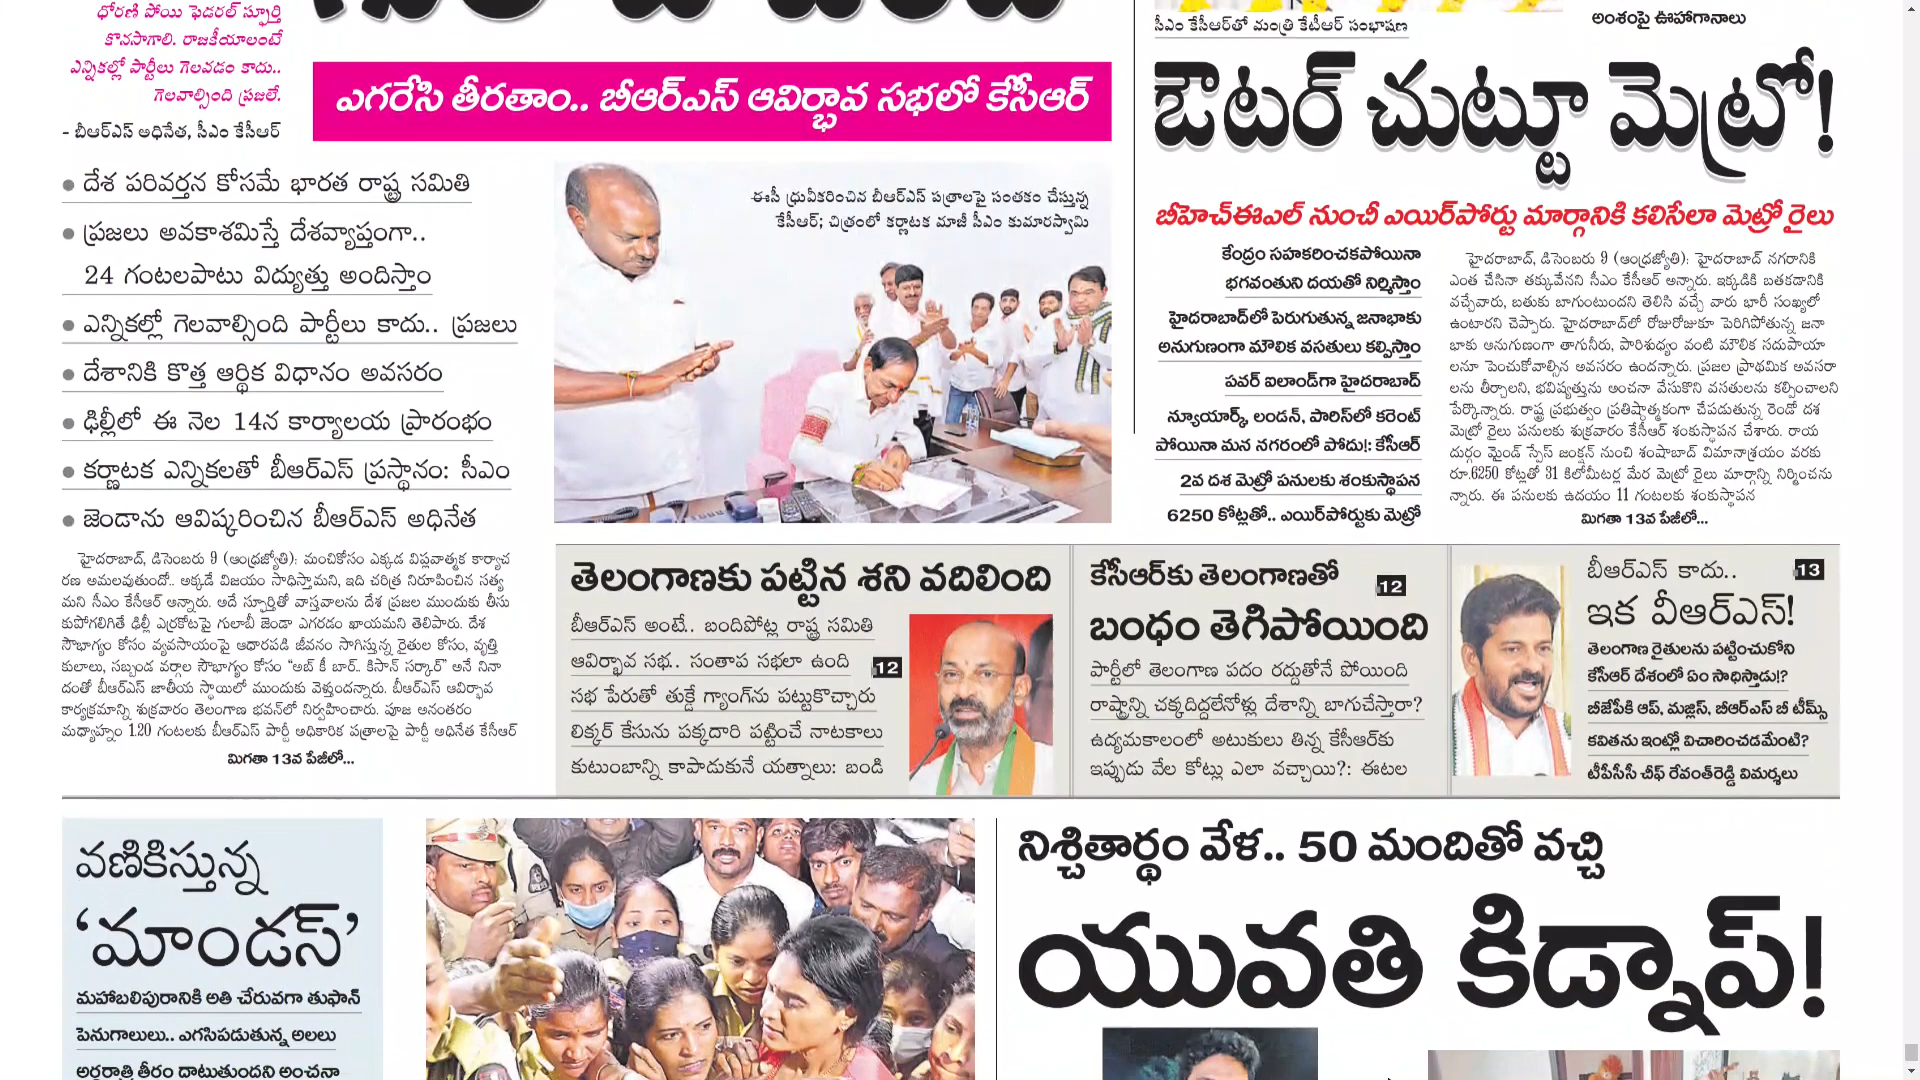 ధోరణి పోయి ఫెడరల్ స్ఫూర్తి
కొనసాగాలి. రాజకీయాలంటే
ఎన్నికల్లో పార్టీలు గెలవడం కాదు..
గెలవాల్సింది ప్రజలే.
- బీఆర్ఎస్ అధినేత, సీఎం కేసీఆర్
ఎగరేసి తీరతాం.. బీఆర్ఎస్ ఆవిర్భావ సభలో కేసీఆర్
● దేశ పరివర్తన కోసమే భారత రాష్ట్ర సమితి
● ప్రజలు అవకాశమిస్తే దేశవ్యాప్తంగా..
24 గంటలపాటు విద్యుత్తు అందిస్తాం
● ఎన్నికల్లో గెలవాల్సింది పార్టీలు కాదు.. ప్రజలు
● దేశానికి కొత్త ఆర్థిక విధానం అవసరం
● ఢిల్లీలో ఈ నెల 14న కార్యాలయ ప్రారంభం
● కర్ణాటక ఎన్నికలతో బీఆర్ఎస్ ప్రస్థానం: సీఎం
● జెండాను ఆవిష్కరించిన బీఆర్ఎస్ అధినేత
హైదరాబాద్, డిసెంబరు 9 (ఆంధ్రజ్యోతి): మంచికోసం ఎక్కడ విప్లవాత్మక కార్యాచ
రణ అమలవుతుందో.. అక్కడే విజయం సాధిస్తామని, ఇది చరిత్ర నిరూపించిన సత్య
మని సీఎం కేసీఆర్ అన్నారు. అదే స్ఫూర్తితో వాస్తవాలను దేశ ప్రజల ముందుకు తీసు
కుపోగలిగితే ఢిల్లీ ఎర్రకోటపై గులాబీ జెండా ఎగరడం ఖాయమని తెలిపారు. దేశ
సౌభాగ్యం కోసం వ్యవసాయంపై ఆధారపడి జీవనం సాగిస్తున్న రైతుల కోసం, వృత్తి
కులాలు, సబ్బండ వర్గాల సౌభాగ్యం కోసం “అబ్ కీ బార్.. కిసాన్ సర్కార్” అనే నినా
దంతో బీఆర్ఎస్ జాతీయ స్థాయిలో ముందుకు వెళ్తుందన్నారు. బీఆర్ఎస్ ఆవిర్భావ
కార్యక్రమాన్ని శుక్రవారం తెలంగాణ భవన్‌లో నిర్వహించారు. పూజ అనంతరం
మధ్యాహ్నం 1.20 గంటలకు బీఆర్ఎస్ పార్టీ అధికారిక పత్రాలపై పార్టీ అధినేత కేసీఆర్
మిగతా 13వ పేజీలో...
ఈసీ ధ్రువీకరించిన బీఆర్ఎస్ పత్రాలపై సంతకం చేస్తున్న
కేసీఆర్; చిత్రంలో కర్ణాటక మాజీ సీఎం కుమారస్వామి
సీఎం కేసీఆర్‌తో మంత్రి కేటీఆర్ సంభాషణ
అంశంపై ఊహాగానాలు
ఔటర్ చుట్టూ మెట్రో!
బీహెచ్ఈఎల్ నుంచీ ఎయిర్‌పోర్టు మార్గానికి కలిసేలా మెట్రో రైలు
కేంద్రం సహకరించకపోయినా
భగవంతుని దయతో నిర్మిస్తాం
హైదరాబాద్‌లో పెరుగుతున్న జనాభాకు
అనుగుణంగా మౌలిక వసతులు కల్పిస్తాం
పవర్ ఐలాండ్‌గా హైదరాబాద్
న్యూయార్క్, లండన్, పారిస్‌లో కరెంట్
పోయినా మన నగరంలో పోదు!: కేసీఆర్
2వ దశ మెట్రో పనులకు శంకుస్థాపన
6250 కోట్లతో.. ఎయిర్‌పోర్టుకు మెట్రో
హైదరాబాద్, డిసెంబరు 9 (ఆంధ్రజ్యోతి): హైదరాబాద్ నగరానికి
ఎంత చేసినా తక్కువేనని సీఎం కేసీఆర్ అన్నారు. ఇక్కడికి బతకడానికి
వచ్చేవారు, బతుకు బాగుంటుందని తెలిసి వచ్చే వారు భారీ సంఖ్యలో
ఉంటారని చెప్పారు. హైదరాబాద్‌లో రోజురోజుకూ పెరిగిపోతున్న జనా
భాకు అనుగుణంగా తాగునీరు, పారిశుధ్యం వంటి మౌలిక సదుపాయా
లనూ పెంచుకోవాల్సిన అవసరం ఉందన్నారు. ప్రజల ప్రాథమిక అవసరా
లను తీర్చాలని, భవిష్యత్తును అంచనా వేసుకొని వసతులను కల్పించాలని
పేర్కొన్నారు. రాష్ట్ర ప్రభుత్వం ప్రతిష్ఠాత్మకంగా చేపడుతున్న రెండో దశ
మెట్రో రైలు పనులకు శుక్రవారం కేసీఆర్ శంకుస్థాపన చేశారు. రాయ
దుర్గం మైండ్ స్పేస్ జంక్షన్ నుంచి శంషాబాద్ విమానాశ్రయం వరకు
రూ.6250 కోట్లతో 31 కిలోమీటర్ల మేర మెట్రో రైలు మార్గాన్ని నిర్మించను
న్నారు. ఈ పనులకు ఉదయం 11 గంటలకు శంకుస్థాపన
మిగతా 13వ పేజీలో...
తెలంగాణకు పట్టిన శని వదిలింది
బీఆర్ఎస్ అంటే.. బందిపోట్ల రాష్ట్ర సమితి
ఆవిర్భావ సభ.. సంతాప సభలా ఉంది
12
సభ పేరుతో తుక్డే గ్యాంగ్‌ను పట్టుకొచ్చారు
లిక్కర్ కేసును పక్కదారి పట్టించే నాటకాలు
కుటుంబాన్ని కాపాడుకునే యత్నాలు: బండి
కేసీఆర్‌కు తెలంగాణతో
12
బంధం తెగిపోయింది
పార్టీలో తెలంగాణ పదం రద్దుతోనే పోయింది
రాష్ట్రాన్ని చక్కదిద్దలేనోళ్లు దేశాన్ని బాగుచేస్తారా?
ఉద్యమకాలంలో అటుకులు తిన్న కేసీఆర్‌కు
ఇప్పుడు వేల కోట్లు ఎలా వచ్చాయి?: ఈటల
బీఆర్ఎస్ కాదు..
13
ఇక వీఆర్ఎస్!
తెలంగాణ రైతులను పట్టించుకోని
కేసీఆర్ దేశంలో ఏం సాధిస్తాడు!?
బీజేపీకి ఆప్, మజ్లిస్, బీఆర్ఎస్ బీ టీమ్స్
కవితను ఇంట్లో విచారించడమేంటి?
టీపీసీసీ చీఫ్ రేవంత్‌రెడ్డి విమర్శలు
వణికిస్తున్న
‘మాండస్’
మహాబలిపురానికి అతి చేరువగా తుఫాన్
పెనుగాలులు.. ఎగసిపడుతున్న అలలు
అర్ధరాత్రి తీరం దాటుతుందని అంచనా
నిశ్చితార్థం వేళ.. 50 మందితో వచ్చి
యువతి కిడ్నాప్!